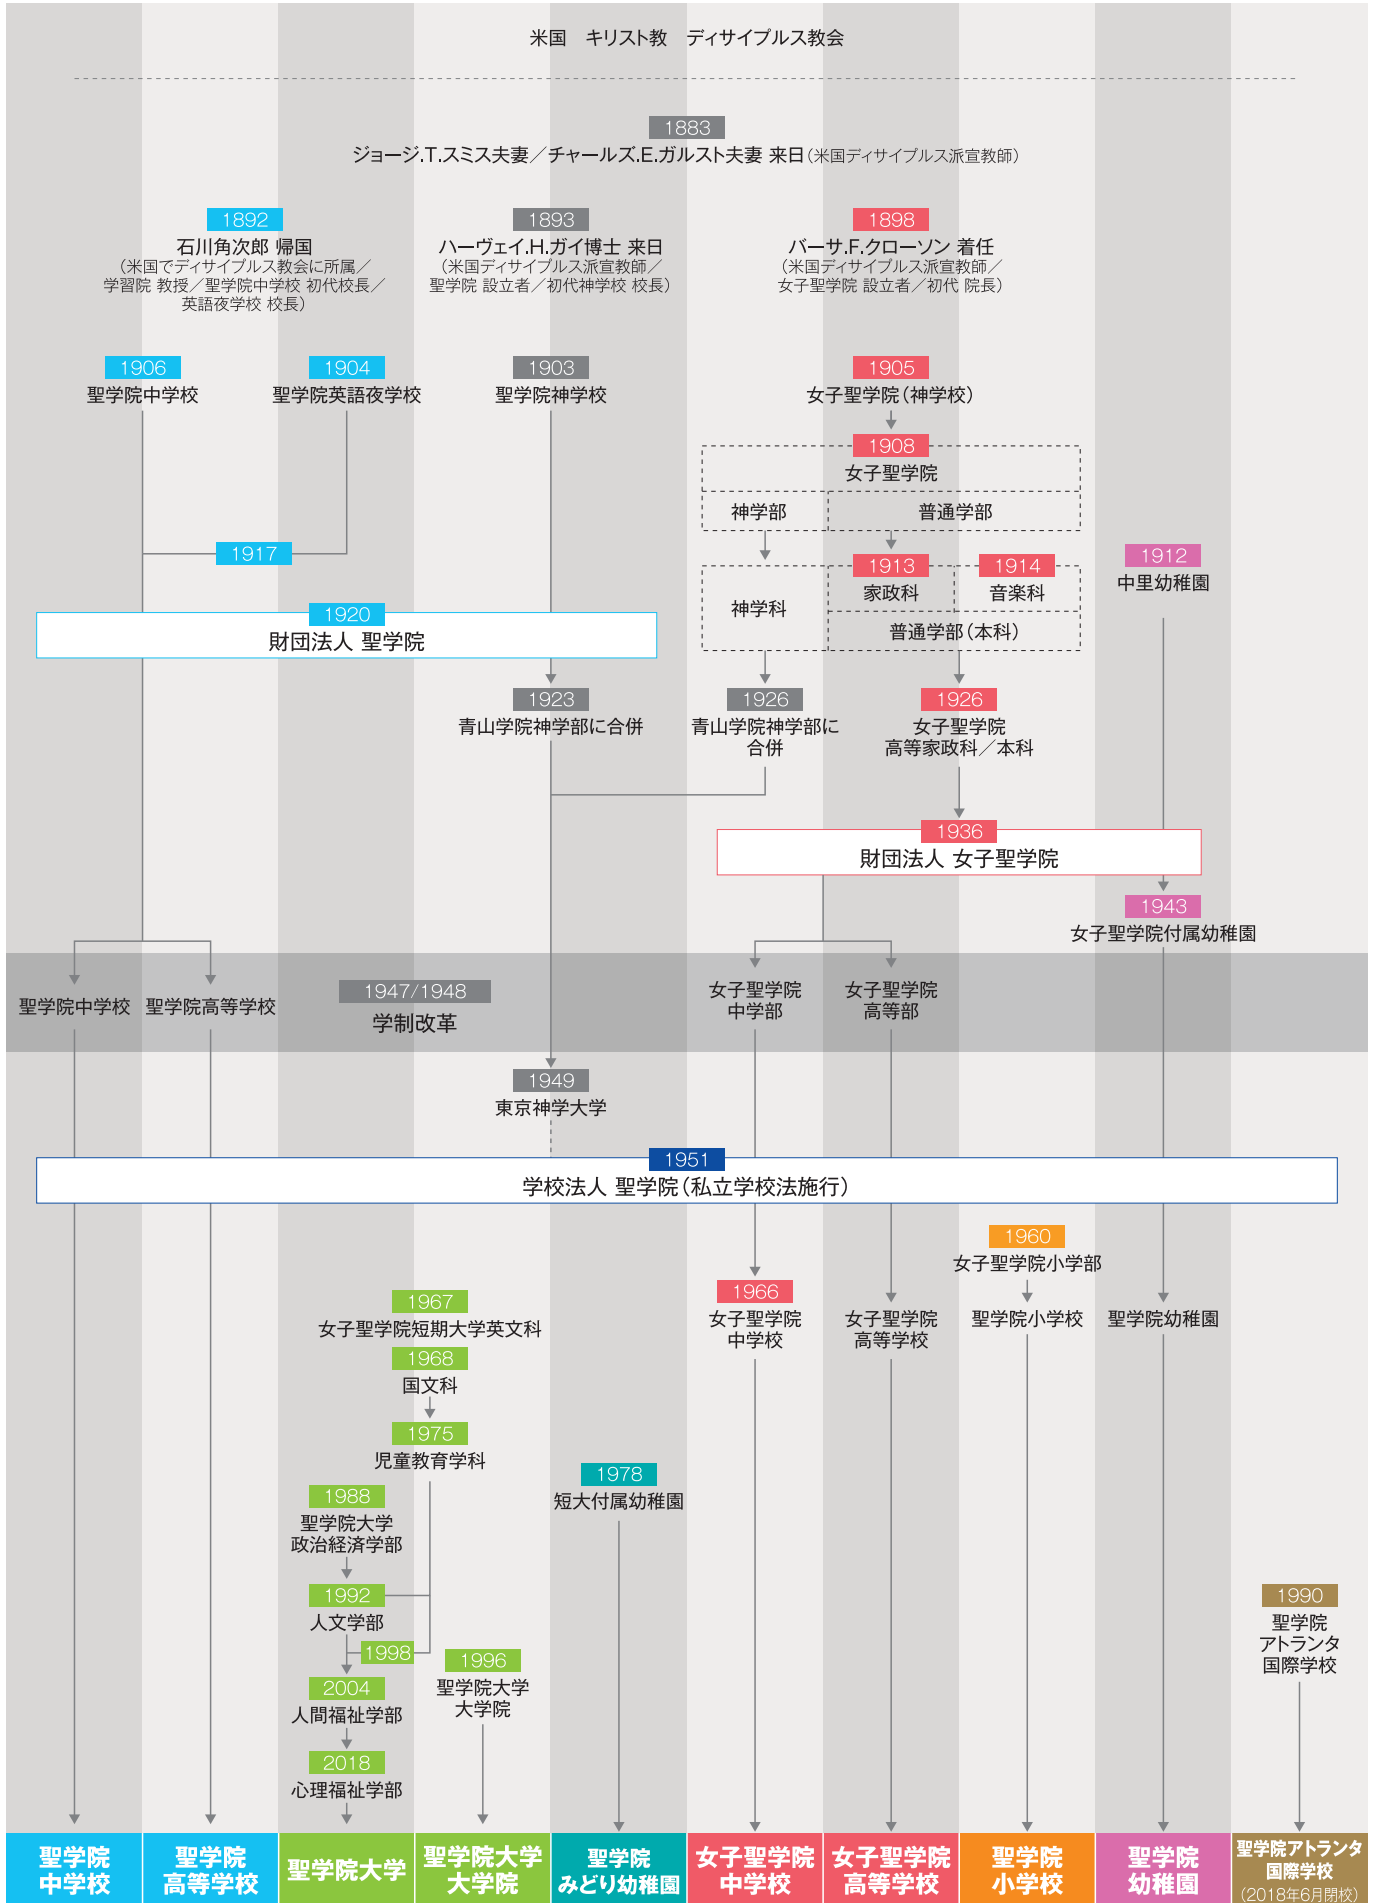 米国　キリスト教　ディサイプルス教会
1883
ジョージ.T.スミス夫妻／チャールズ.E.ガルスト夫妻 来日（米国ディサイプルス派宣教師）
1892
石川角次郎 帰国
（米国でディサイプルス教会に所属／
学習院 教授／聖学院中学校 初代校長／
英語夜学校 校長）
1893
ハーヴェイ.H.ガイ博士 来日
（米国ディサイプルス派宣教師／
聖学院 設立者／初代神学校 校長）
1898
バーサ.F.クローソン 着任
（米国ディサイプルス派宣教師／
女子聖学院 設立者／初代 院長）
1906
聖学院中学校
1904
聖学院英語夜学校
1903
聖学院神学校
1905
女子聖学院（神学校）
1908
女子聖学院
神学部
普通学部
1917
1913
家政科
1914
音楽科
神学科
普通学部（本科）
1912
中里幼稚園
1920
財団法人 聖学院
1923
青山学院神学部に合併
1926
青山学院神学部に
合併
1926
女子聖学院
高等家政科／本科
1936
財団法人 女子聖学院
1943
女子聖学院付属幼稚園
聖学院中学校
聖学院高等学校
1947/1948
学制改革
女子聖学院
中学部
女子聖学院
高等部
1949
東京神学大学
1951
学校法人 聖学院（私立学校法施行）
1960
女子聖学院小学部
1966
女子聖学院
中学校
女子聖学院
高等学校
聖学院小学校
聖学院幼稚園
1967
女子聖学院短期大学英文科
1968
国文科
1975
児童教育学科
1978
短大付属幼稚園
1988
聖学院大学
政治経済学部
1992
人文学部
1998
1996
聖学院大学
大学院
1990
聖学院
アトランタ
国際学校
2004
人間福祉学部
2018
心理福祉学部
聖学院
中学校
聖学院
高等学校
聖学院大学
聖学院大学
大学院
聖学院
みどり幼稚園
女子聖学院
中学校
女子聖学院
高等学校
聖学院
小学校
聖学院
幼稚園
聖学院アトランタ
国際学校
（2018年6月閉校）